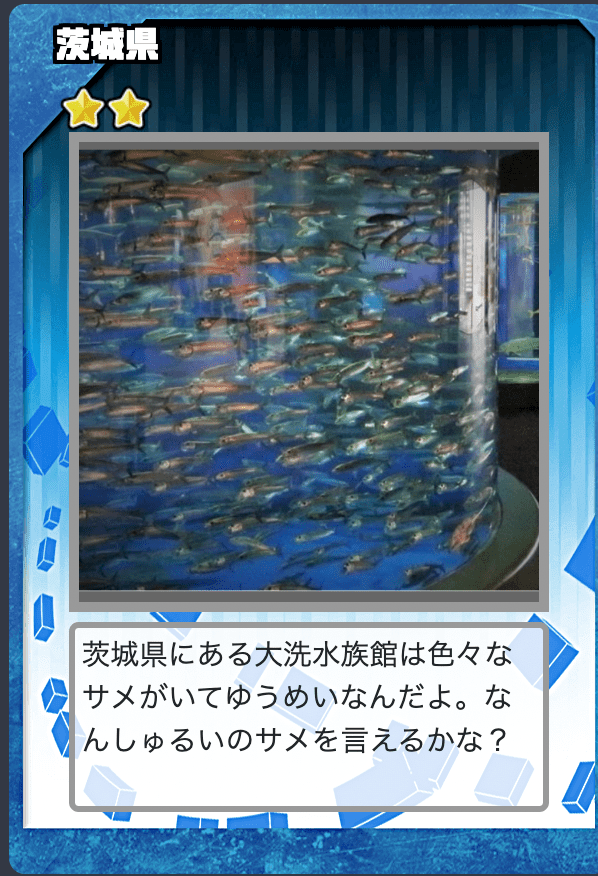 茨城県
茨城県にある大洗水族館は色々な
サメがいてゆうめいなんだよ。な
んしゅるいのサメを言えるかな？